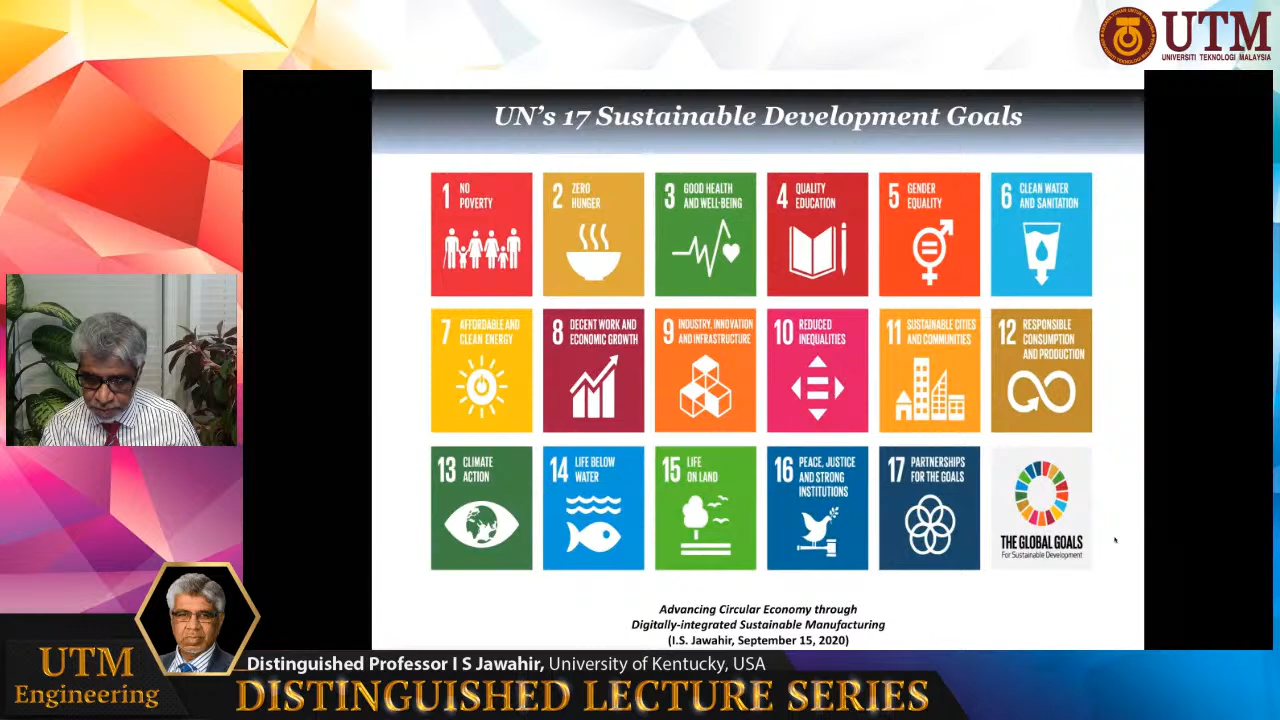 UTM
UNIVERSITI TEKNOLOGI MALAYSIA
UN's 17 Sustainable Development Goals
1 NO
POVERTY
2 ZERO
HUNGER
3 GOOD HEALTH
AND WELL-BEING
4 QUALITY
EDUCATION
5 GENDER
EQUALITY
6 CLEAN WATER
AND SANITATION
7 AFFORDABLE AND
CLEAN ENERGY
8 DECENT WORK AND
ECONOMIC GROWTH
9 INDUSTRY, INNOVATION
AND INFRASTRUCTURE
10 REDUCED
INEQUALITIES
11 SUSTAINABLE CITIES
AND COMMUNITIES
12 RESPONSIBLE
CONSUMPTION
AND PRODUCTION
13 CLIMATE
ACTION
14 LIFE BELOW
WATER
15 LIFE
ON LAND
16 PEACE, JUSTICE
AND STRONG
INSTITUTIONS
17 PARTNERSHIPS
FOR THE GOALS
THE GLOBAL GOALS
For Sustainable Development
Advancing Circular Economy through
Digitally-integrated Sustainable Manufacturing
(I.S. Jawahir, September 15, 2020)
UTM
Engineering
Distinguished Professor I S Jawahir, University of Kentucky, USA
DISTINGUISHED LECTURE SERIES